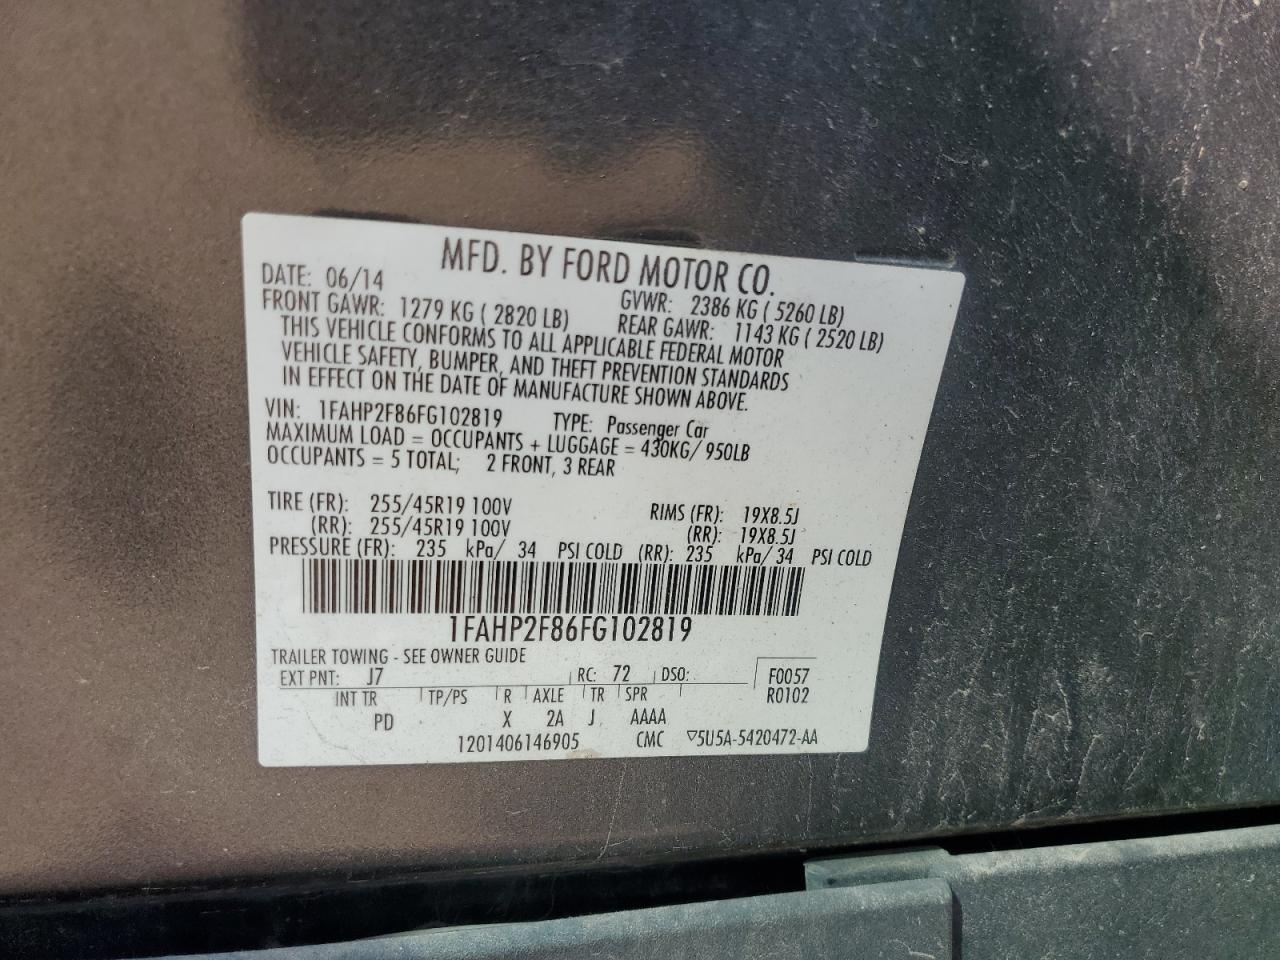 MFD. BY FORD MOTOR CO.
DATE: 06/14 GVWR: 2386 KG ( 5260 LB)
FRONT GAWR: 1279 KG ( 2820 LB) REAR GAWR: 1143 KG ( 2520 LB)
THIS VEHICLE CONFORMS TO ALL APPLICABLE FEDERAL MOTOR
VEHICLE SAFETY, BUMPER, AND THEFT PREVENTION STANDARDS
IN EFFECT ON THE DATE OF MANUFACTURE SHOWN ABOVE.
VIN: 1FAHP2F86FG102819 TYPE: Passenger Car
MAXIMUM LOAD = OCCUPANTS + LUGGAGE = 430KG/ 950LB
OCCUPANTS = 5 TOTAL; 2 FRONT, 3 REAR
TIRE (FR): 255/45R19 100V RIMS (FR): 19X8.5J
(RR): 255/45R19 100V (RR): 19X8.5J
PRESSURE (FR): 235 kPa/ 34 PSI COLD (RR): 235 kPa/ 34 PSI COLD
1FAHP2F86FG102819
TRAILER TOWING - SEE OWNER GUIDE
EXT PNT: J7 RC: 72 DSO: F0057
INT TR TP/PS R AXLE TR SPR R0102
PD X 2A J AAAA
1201406146905 CMC ▽5U5A-5420472-AA